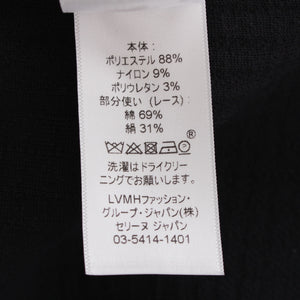 本体:
ポリエステル 88%
ナイロン 9%
ポリウレタン 3%
部分使い (レース):
綿 69%
絹 31%
®
洗濯はドライクリー
ニングでお願いします。
LVMHファッション・
グループ・ジャパン(株)
セリーヌ ジャパン
03-5414-1401